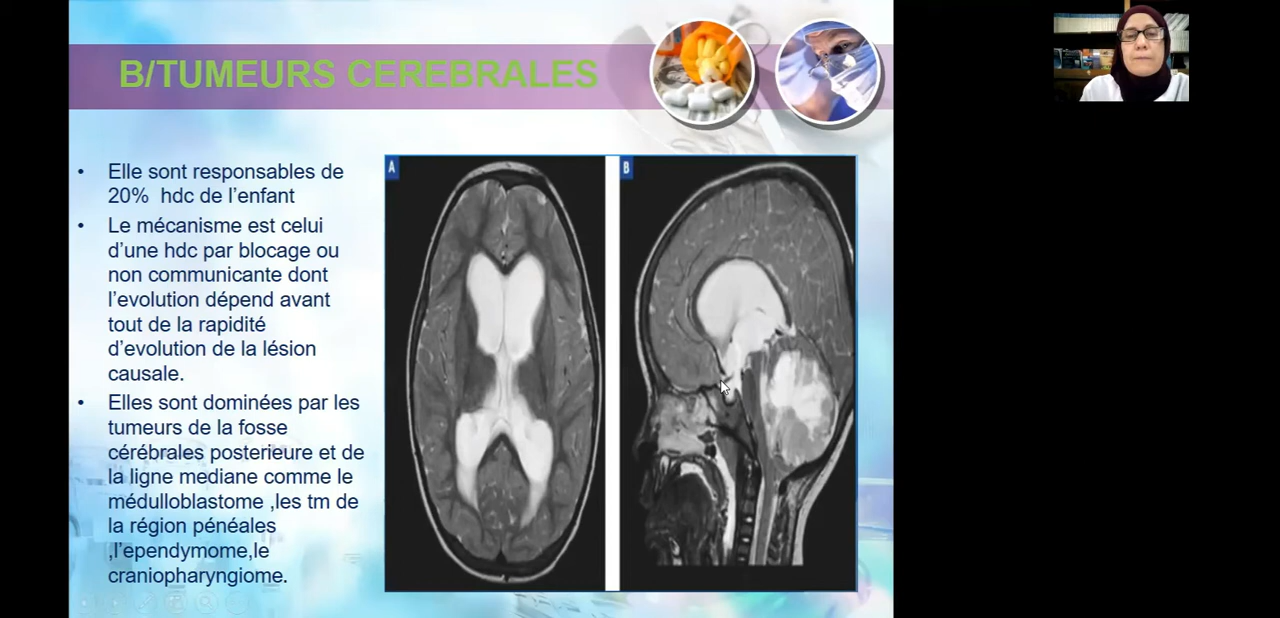 B/TUMEURS CEREBRALES
• Elle sont responsables de
20% hdc de l’enfant
• Le mécanisme est celui
d’une hdc par blocage ou
non communicante dont
l’evolution dépend avant
tout de la rapidité
d’evolution de la lésion
causale.
• Elles sont dominées par les
tumeurs de la fosse
cérébrales posterieure et de
la ligne mediane comme le
médulloblastome ,les tm de
la région pénéales
,l’ependymome,le
craniopharyngiome.
A
B